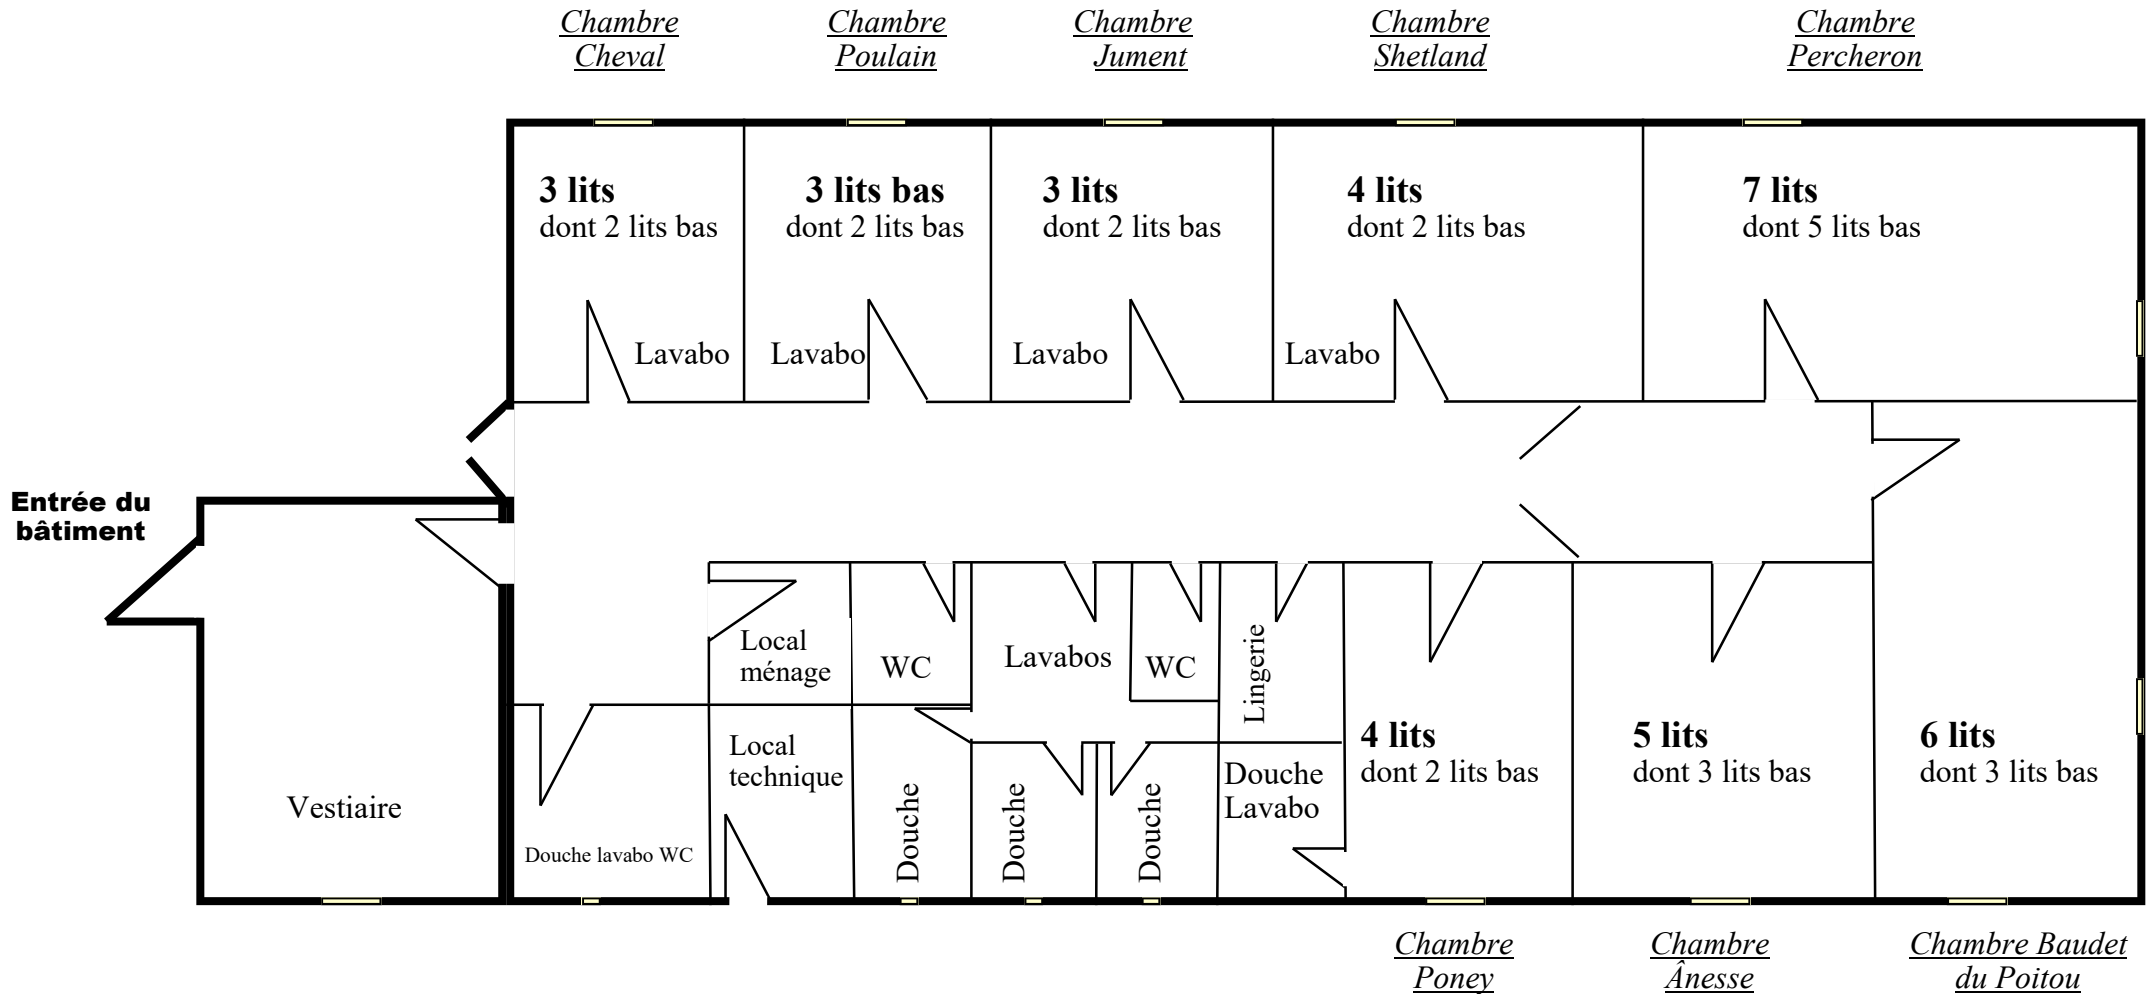 Chambre
Cheval
Chambre
Poulain
Chambre
Jument
Chambre
Shetland
Chambre
Percheron
3 lits
dont 2 lits bas
3 lits bas
dont 2 lits bas
3 lits
dont 2 lits bas
4 lits
dont 2 lits bas
7 lits
dont 5 lits bas
Lavabo
Lavabo
Lavabo
Lavabo
Entrée du
bâtiment
Vestiaire
Local
ménage
WC
Lavabos
WC
Lingerie
Local
technique
Douche lavabo WC
Douche
Douche
Douche
Douche
Lavabo
4 lits
dont 2 lits bas
5 lits
dont 3 lits bas
6 lits
dont 3 lits bas
Chambre
Poney
Chambre
Ânesse
Chambre Baudet
du Poitou